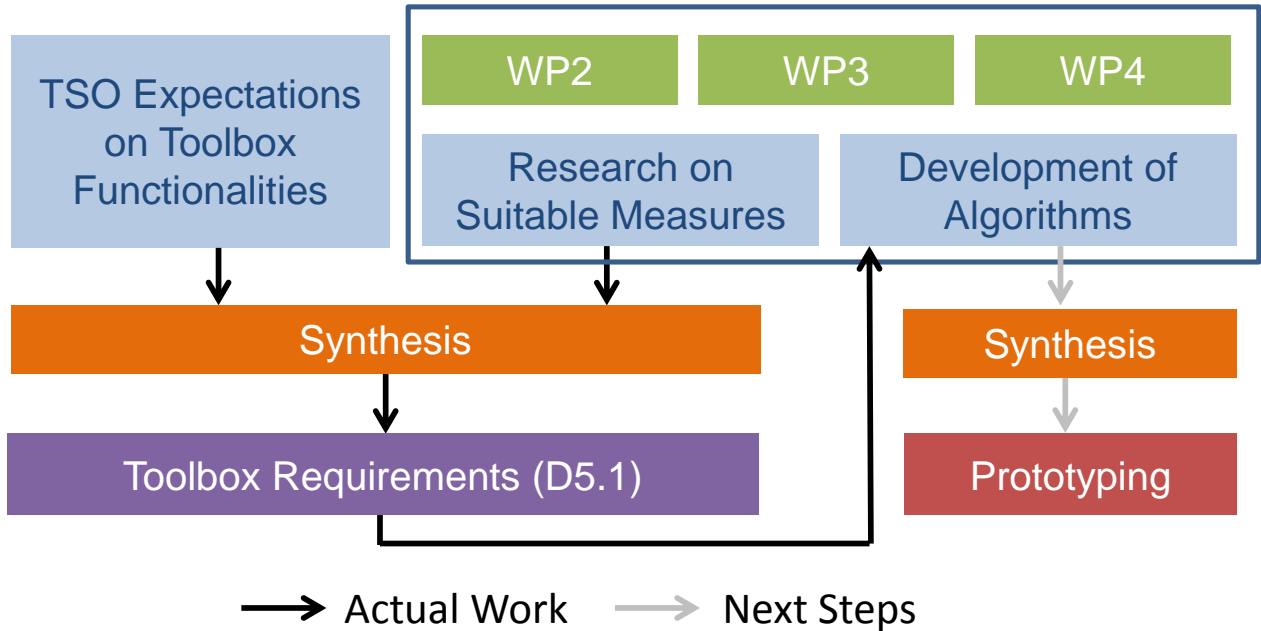 TSO Expectations
on Toolbox
Functionalities
WP2
WP3
WP4
Research on
Suitable Measures
Development of
Algorithms
Synthesis
Synthesis
Toolbox Requirements (D5.1)
Prototyping
Actual Work
Next Steps